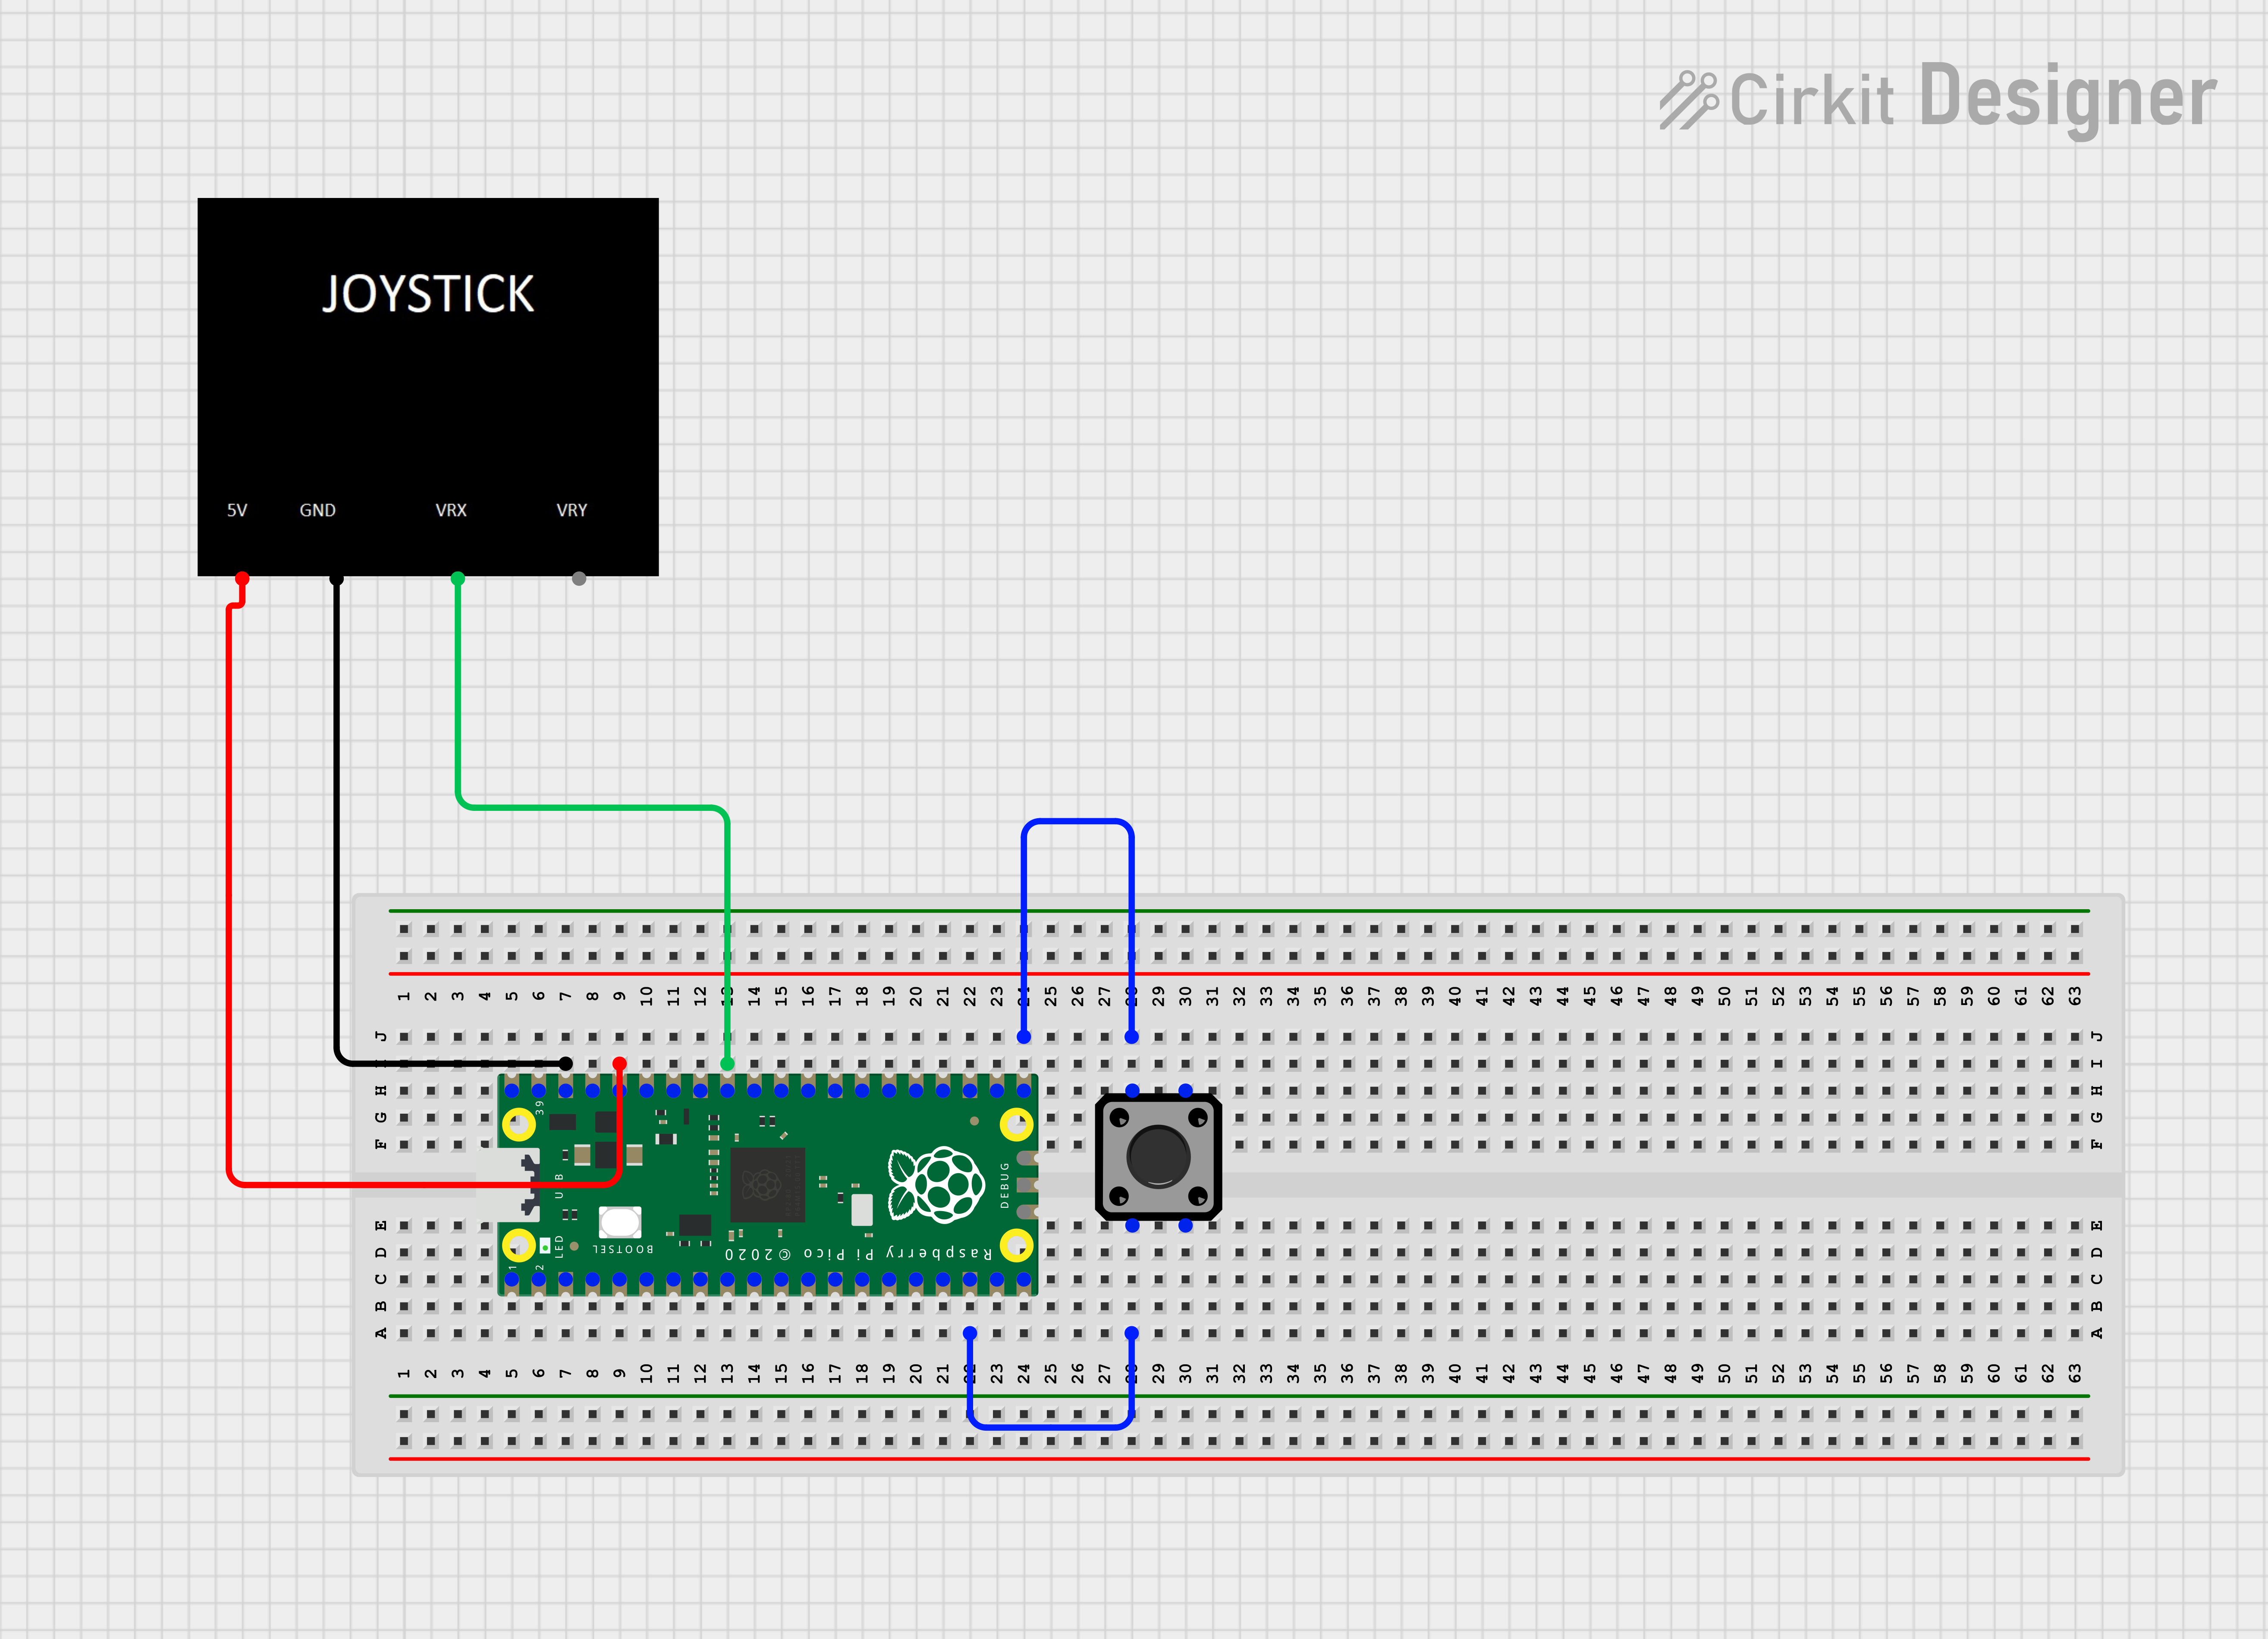 Cirkit Designer
JOYSTICK
5V GND VRX VRY
1 2 3 4 5 6 7 8 9 10 11 12 14 15 16 17 18 19 20 21 22 23 25 26 27 29 30 31 32 33 34 35 36 37 38 39 40 41 42 43 44 45 46 47 48 49 50 51 52 53 54 55 56 57 58 59 60 61 62 63
J J
I
H H
G G
F F
39
USB
DEBUG
E E
D D
C C
B B
A A
LED
BOOTSEL
Raspberry Pi Pico © 2020
1
2
1 2 3 4 5 6 7 8 9 10 11 12 13 14 15 16 17 18 19 20 21 23 24 25 26 27 29 30 31 32 33 34 35 36 37 38 39 40 41 42 43 44 45 46 47 48 49 50 51 52 53 54 55 56 57 58 59 60 61 62 63